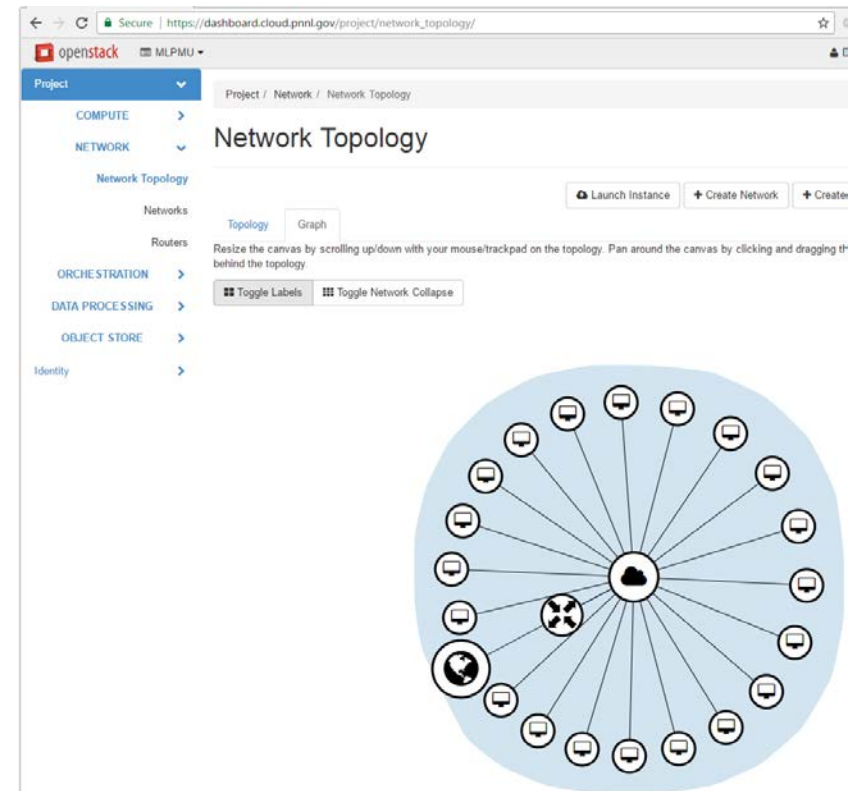 Secure | https://dashboard.cloud.pnnl.gov/project/network_topology/
openstack MLPMU
Project
COMPUTE
NETWORK
Network Topology
Networks
Routers
ORCHESTRATION
DATA PROCESSING
OBJECT STORE
Identity
Project / Network / Network Topology
Network Topology
Launch Instance + Create Network + Create
Topology Graph
Resize the canvas by scrolling up/down with your mouse/trackpad on the topology. Pan around the canvas by clicking and dragging
behind the topology
Toggle Labels Toggle Network Collapse